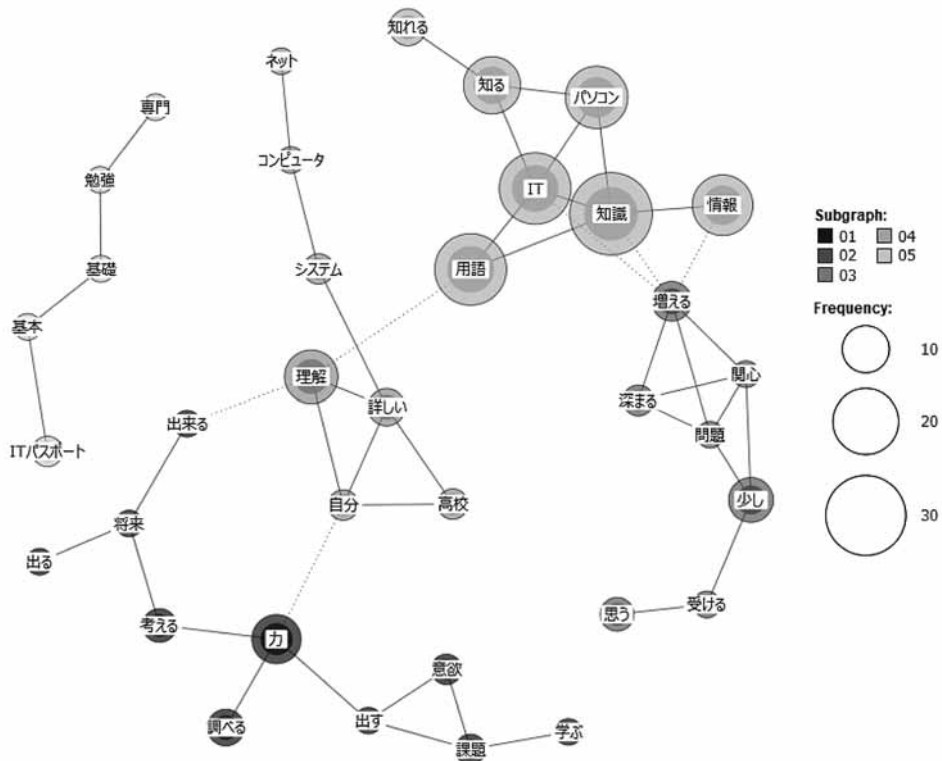 知れる
ネット
知る
パソコン
専門
コンピュータ
勉強
IT
知識
情報
用語
基礎
システム
増える
基本
理解
関心
深まる
詳しい
出来る
問題
ITパスポート
自分
高校
少し
将来
出る
受ける
思う
考える
力
意欲
調べる
出す
学ぶ
課題
Subgraph:
01 04
02 05
03
Frequency:
10
20
30